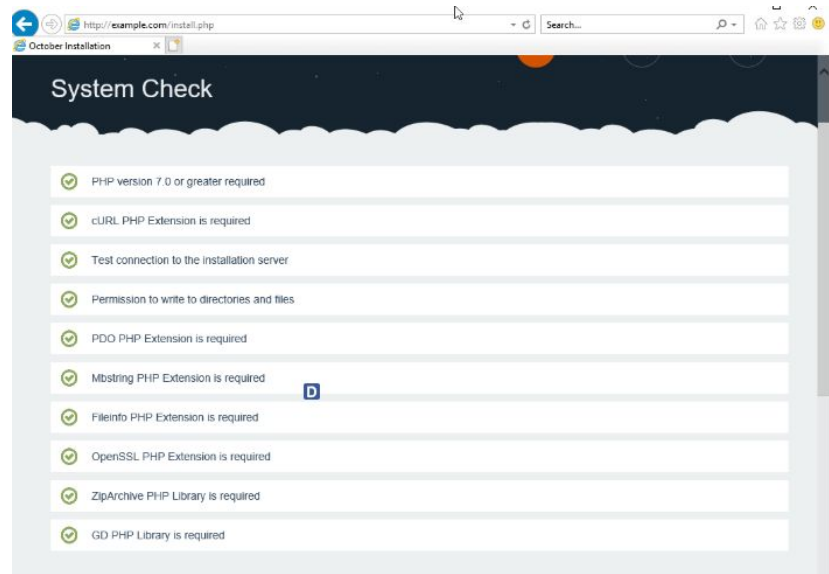 http://example.com/install.php
Search...
October Installation
System Check
PHP version 7.0 or greater required
cURL PHP Extension is required
Test connection to the installation server
Permission to write to directories and files
PDO PHP Extension is required
Mbstring PHP Extension is required
D
Fileinfo PHP Extension is required
OpenSSL PHP Extension is required
ZipArchive PHP Library is required
GD PHP Library is required